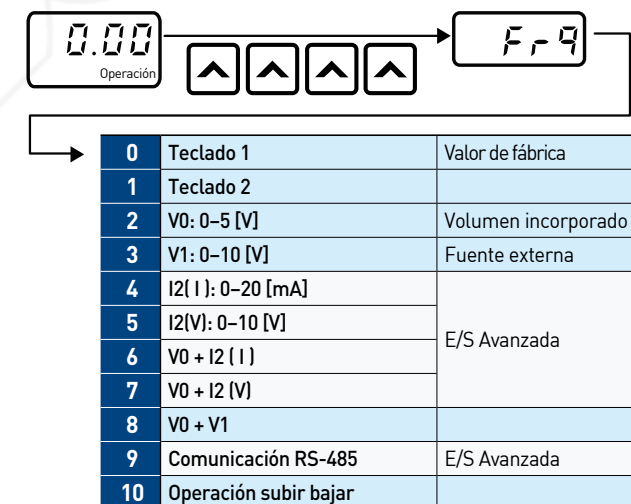 0.00
Operación
Frq
0 Teclado 1 Valor de fábrica
1 Teclado 2
2 V0: 0–5 [V] Volumen incorporado
3 V1: 0–10 [V] Fuente externa
4 I2( I ): 0–20 [mA]
5 I2(V): 0–10 [V]
E/S Avanzada
6 V0 + I2 ( I )
7 V0 + I2 (V)
8 V0 + V1
9 Comunicación RS-485 E/S Avanzada
10 Operación subir bajar